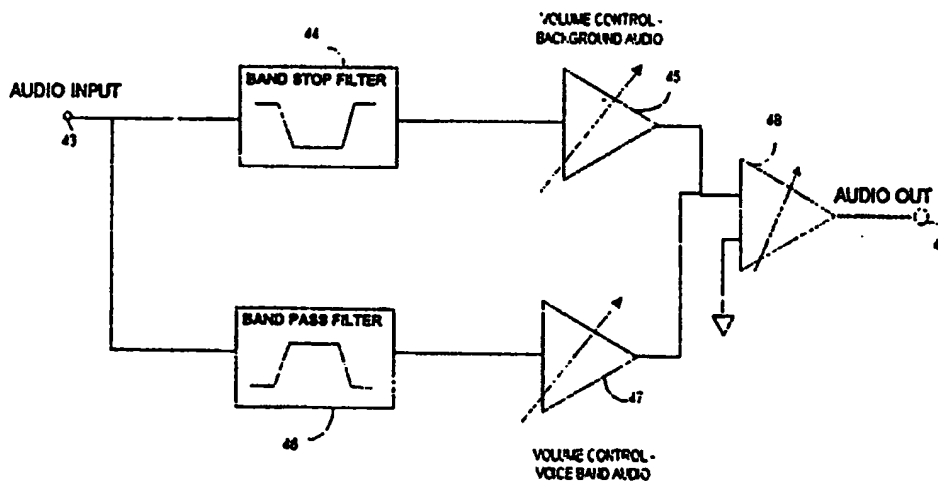 44
VOLUME CONTROL -
BACKGROUND AUDIO
BAND STOP FILTER
45
AUDIO INPUT
43
48
AUDIO OUT
BAND PASS FILTER
46
47
VOLUME CONTROL -
VOICE BAND AUDIO